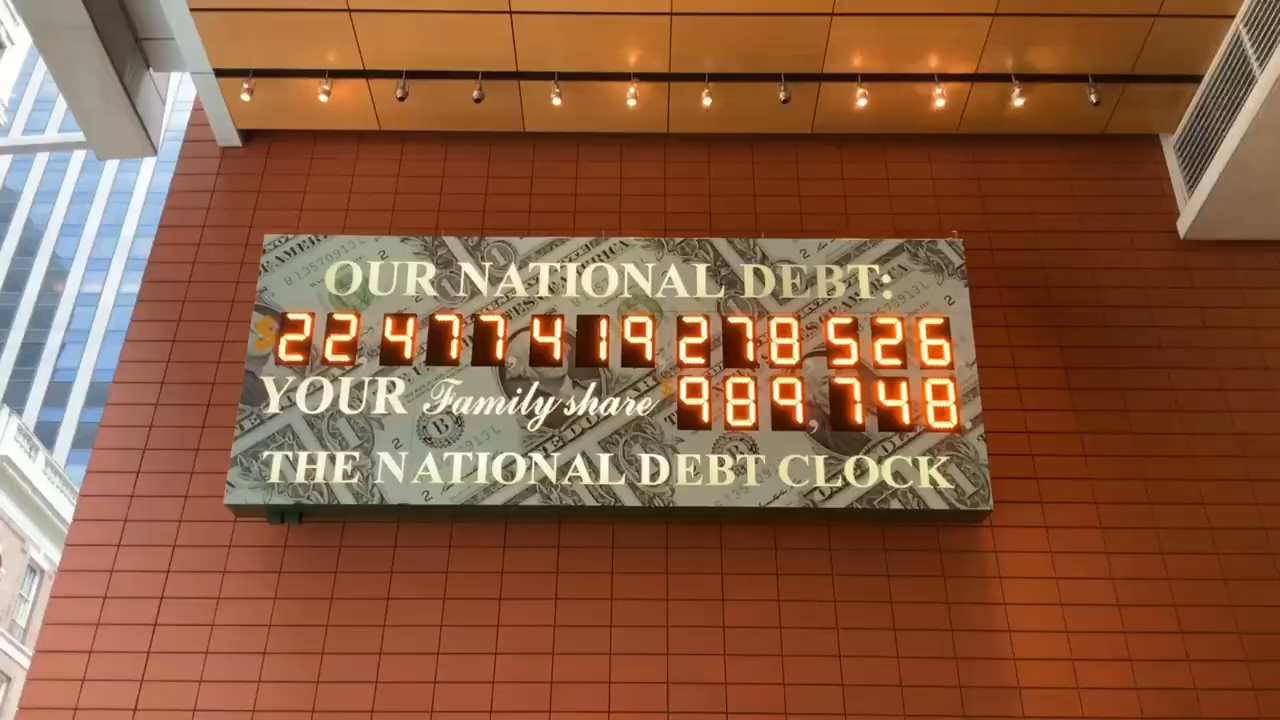 OUR NATIONAL DEBT:
$22 477 419 278 526
YOUR Family share $989,748
THE NATIONAL DEBT CLOCK